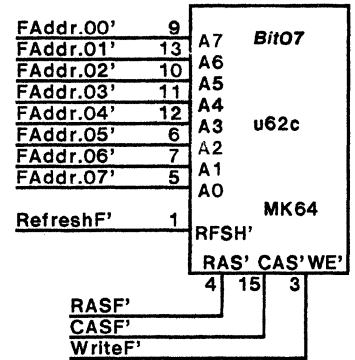 FAddr.00' 9 A7 Bit07
FAddr.01' 13 A6
FAddr.02' 10 A5
FAddr.03' 11 A4
FAddr.04' 12 A3 u62c
FAddr.05' 6 A2
FAddr.06' 7 A1
FAddr.07' 5 A0
MK64
RefreshF' 1 RFSH'
RAS' CAS' WE'
4 15 3
RASF'
CASF'
WriteF'